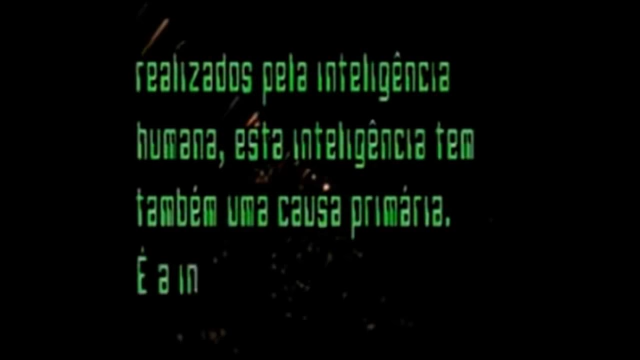 realizados pela inteligência
humana, esta inteligência tem
também uma causa primária.
É a in